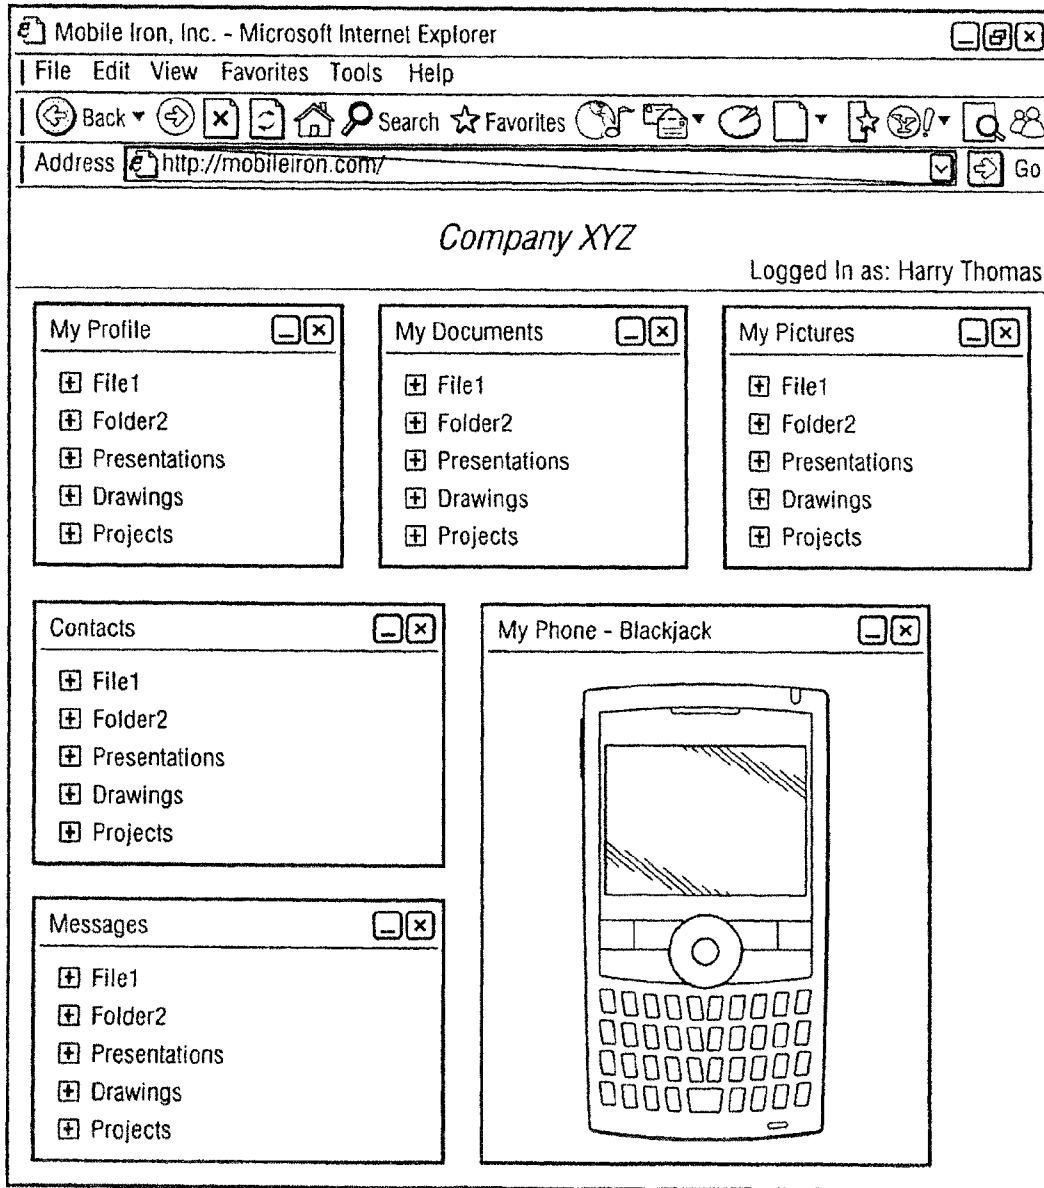 Mobile Iron, Inc. - Microsoft Internet Explorer
File Edit View Favorites Tools Help
Back Search Favorites
Address http://mobileiron.com/ Go
Company XYZ
Logged In as: Harry Thomas
My Profile
File1
Folder2
Presentations
Drawings
Projects
My Documents
File1
Folder2
Presentations
Drawings
Projects
My Pictures
File1
Folder2
Presentations
Drawings
Projects
Contacts
File1
Folder2
Presentations
Drawings
Projects
My Phone - Blackjack
Messages
File1
Folder2
Presentations
Drawings
Projects